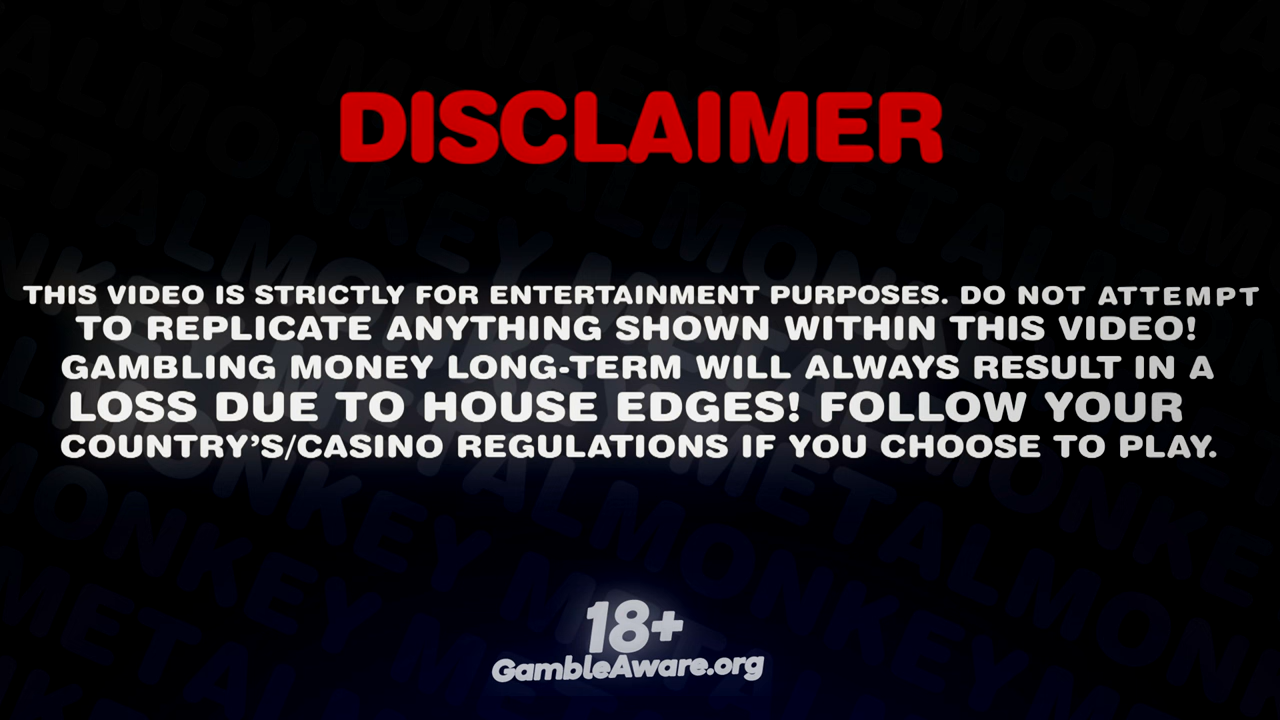 DISCLAIMER
THIS VIDEO IS STRICTLY FOR ENTERTAINMENT PURPOSES. DO NOT ATTEMPT
TO REPLICATE ANYTHING SHOWN WITHIN THIS VIDEO!
GAMBLING MONEY LONG-TERM WILL ALWAYS RESULT IN A
LOSS DUE TO HOUSE EDGES! FOLLOW YOUR
COUNTRY'S/CASINO REGULATIONS IF YOU CHOOSE TO PLAY.
18+
GambleAware.org